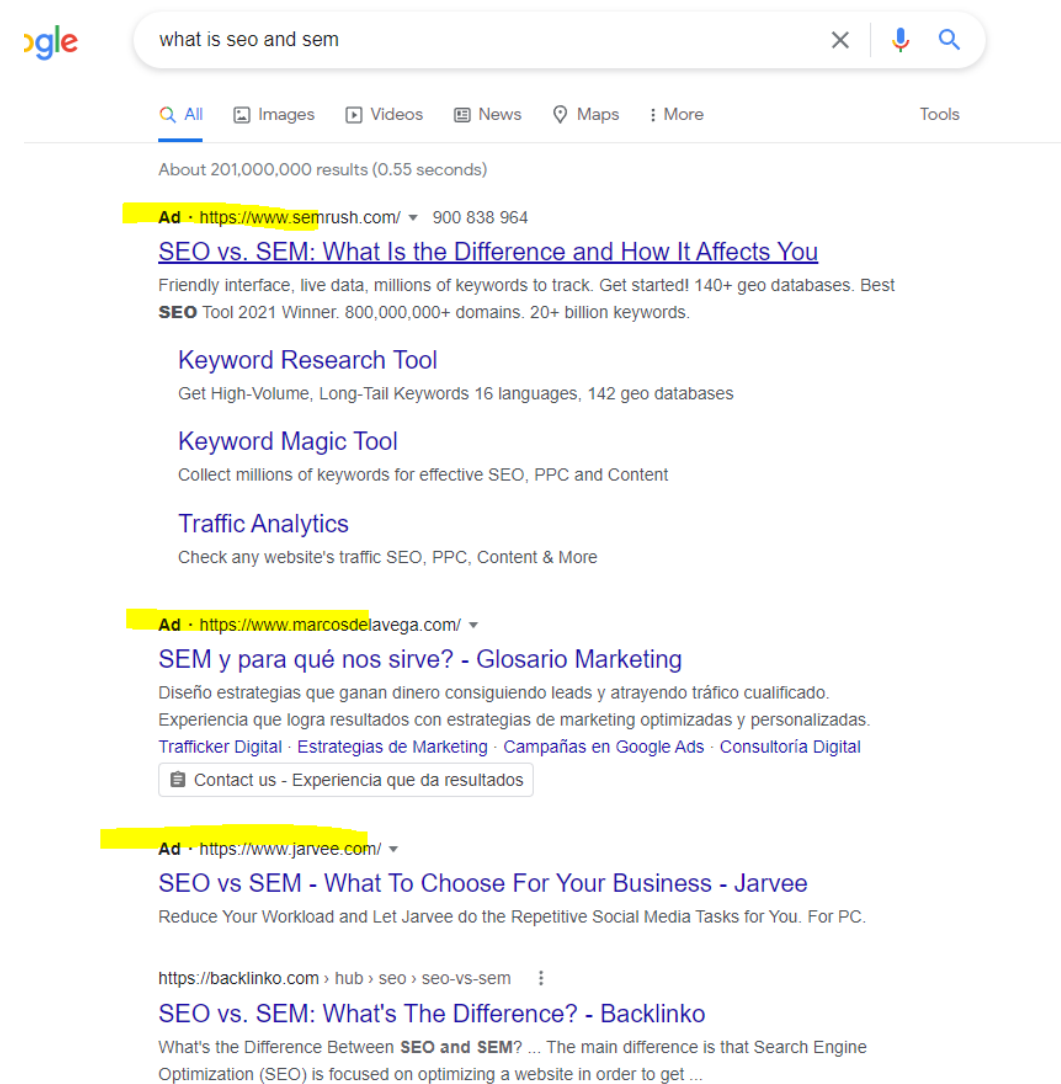 ogle
what is seo and sem
All Images Videos News Maps More Tools
About 201,000,000 results (0.55 seconds)
Ad · https://www.semrush.com/ 900 838 964
SEO vs. SEM: What Is the Difference and How It Affects You
Friendly interface, live data, millions of keywords to track. Get started! 140+ geo databases. Best
SEO Tool 2021 Winner. 800,000,000+ domains. 20+ billion keywords.
Keyword Research Tool
Get High-Volume, Long-Tail Keywords 16 languages, 142 geo databases
Keyword Magic Tool
Collect millions of keywords for effective SEO, PPC and Content
Traffic Analytics
Check any website's traffic SEO, PPC, Content & More
Ad · https://www.marcosdelavega.com/
SEM y para qué nos sirve? - Glosario Marketing
Diseño estrategias que ganan dinero consiguiendo leads y atrayendo tráfico cualificado.
Experiencia que logra resultados con estrategias de marketing optimizadas y personalizadas.
Trafficker Digital · Estrategias de Marketing · Campañas en Google Ads · Consultoría Digital
Contact us - Experiencia que da resultados
Ad · https://www.jarvee.com/
SEO vs SEM - What To Choose For Your Business - Jarvee
Reduce Your Workload and Let Jarvee do the Repetitive Social Media Tasks for You. For PC.
https://backlinko.com › hub › seo › seo-vs-sem
SEO vs. SEM: What's The Difference? - Backlinko
What's the Difference Between SEO and SEM? ... The main difference is that Search Engine
Optimization (SEO) is focused on optimizing a website in order to get ...